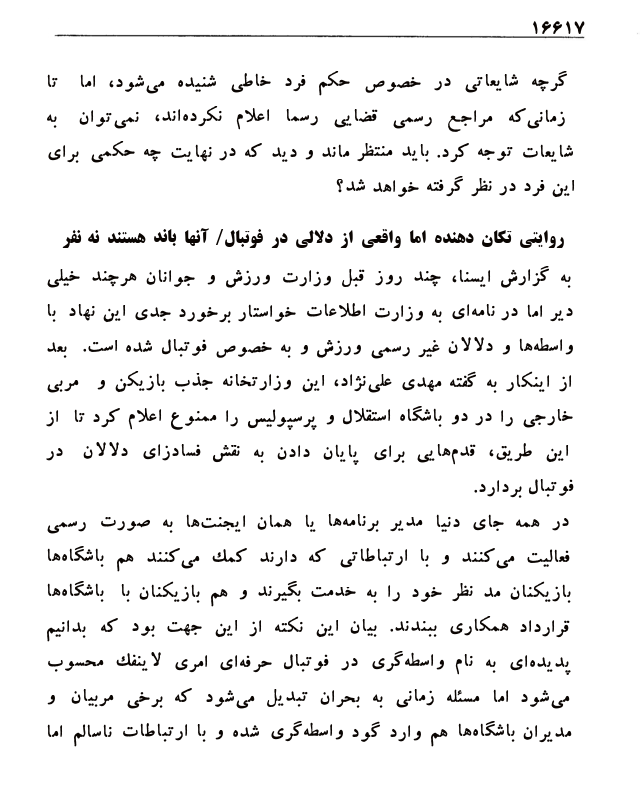 ۱۶۶۱۷
گرچه شایعاتی در خصوص حکم فرد خاطی شنیده می‌شود، اما تا
زمانی‌که مراجع رسمی قضایی رسما اعلام نکرده‌اند، نمی‌توان به
شایعات توجه کرد. باید منتظر ماند و دید که در نهایت چه حکمی برای
این فرد در نظر گرفته خواهد شد؟
روایتی تکان دهنده اما واقعی از دلالی در فوتبال/ آنها باند هستند نه نفر
به گزارش ایسنا، چند روز قبل وزارت ورزش و جوانان هرچند خیلی
دیر اما در نامه‌ای به وزارت اطلاعات خواستار برخورد جدی این نهاد با
واسطه‌ها و دلالان غیر رسمی ورزش و به خصوص فوتبال شده است. بعد
از اینکار به گفته مهدی علی‌نژاد، این وزارتخانه جذب بازیکن و مربی
خارجی را در دو باشگاه استقلال و پرسپولیس را ممنوع اعلام کرد تا از
این طریق، قدم‌هایی برای پایان دادن به نقش فسادزای دلالان در
فوتبال بردارد.
در همه جای دنیا مدیر برنامه‌ها یا همان ایجنت‌ها به صورت رسمی
فعالیت می‌کنند و با ارتباطاتی که دارند کمك می‌کنند هم باشگاه‌ها
بازیکنان مد نظر خود را به خدمت بگیرند و هم بازیکنان با باشگاه‌ها
قرارداد همکاری ببندند. بیان این نکته از این جهت بود که بدانیم
پدیده‌ای به نام واسطه‌گری در فوتبال حرفه‌ای امری لاینفك محسوب
می‌شود اما مسئله زمانی به بحران تبدیل می‌شود که برخی مربیان و
مدیران باشگاه‌ها هم وارد گود واسطه‌گری شده و با ارتباطات ناسالم اما